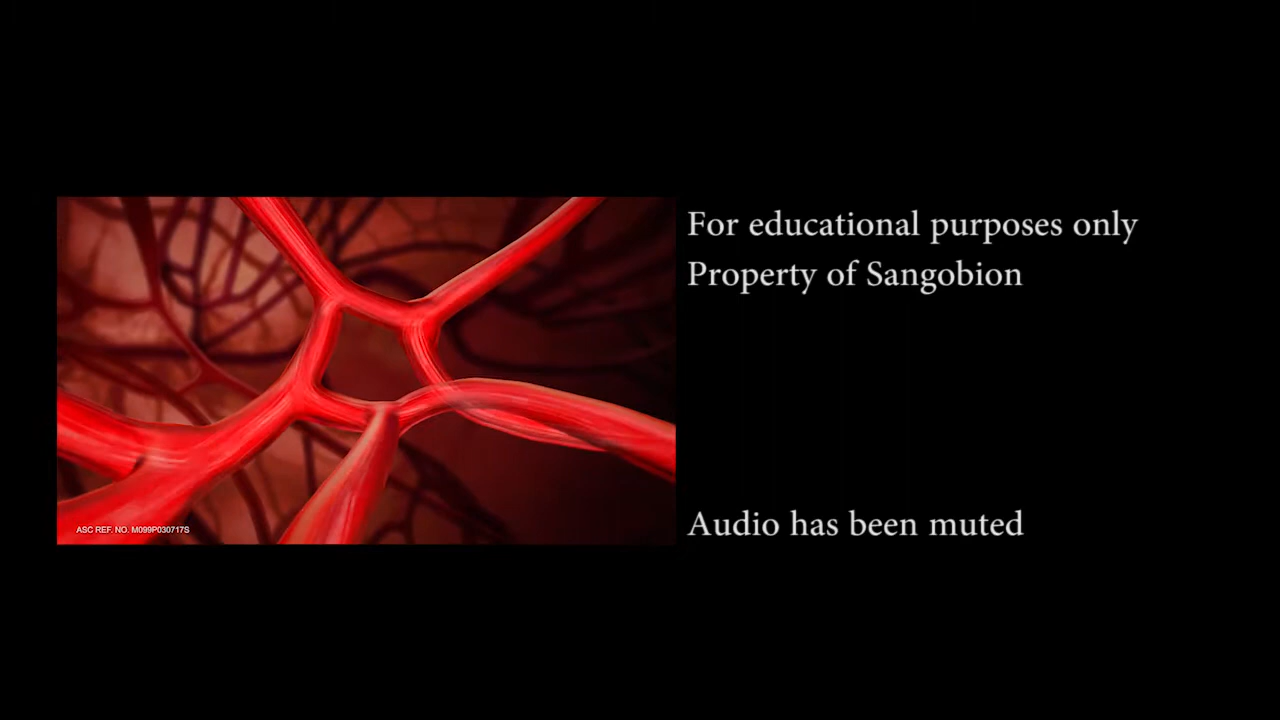 For educational purposes only
Property of Sangobion
Audio has been muted
ASC REF. NO. M099P030717S